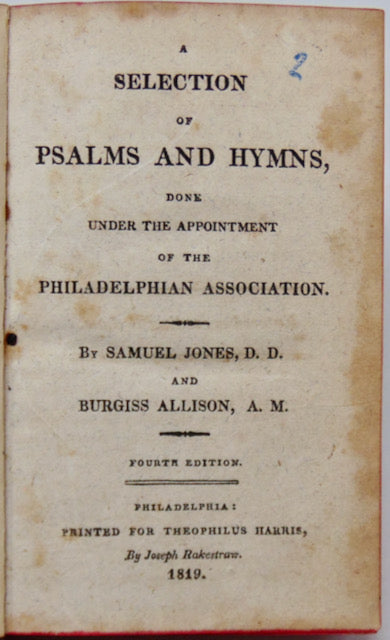 A
SELECTION
OF
PSALMS AND HYMNS,
DONE
UNDER THE APPOINTMENT
OF THE
PHILADELPHIAN ASSOCIATION.
By SAMUEL JONES, D. D.
AND
BURGISS ALLISON, A. M.
FOURTH EDITION.
PHILADELPHIA:
PRINTED FOR THEOPHILUS HARRIS,
By Joseph Rakestraw.
1819.